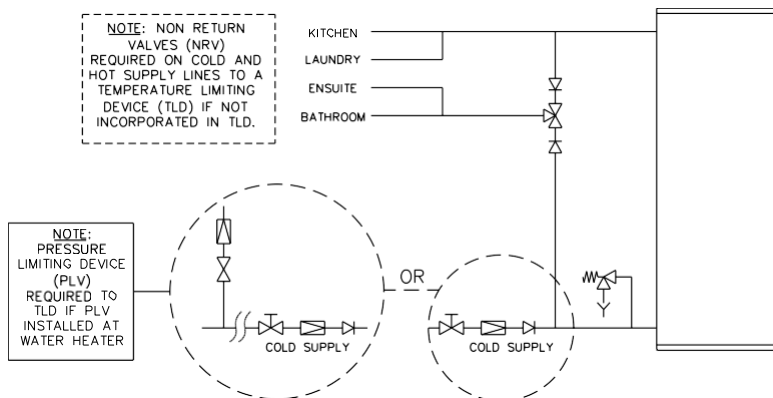 NOTE: NON RETURN
VALVES (NRV)
REQUIRED ON COLD AND
HOT SUPPLY LINES TO A
TEMPERATURE LIMITING
DEVICE (TLD) IF NOT
INCORPORATED IN TLD.
KITCHEN
LAUNDRY
ENSUITE
BATHROOM
NOTE:
PRESSURE
LIMITING DEVICE
(PLV)
REQUIRED TO
TLD IF PLV
INSTALLED AT
WATER HEATER
OR
COLD SUPPLY
COLD SUPPLY